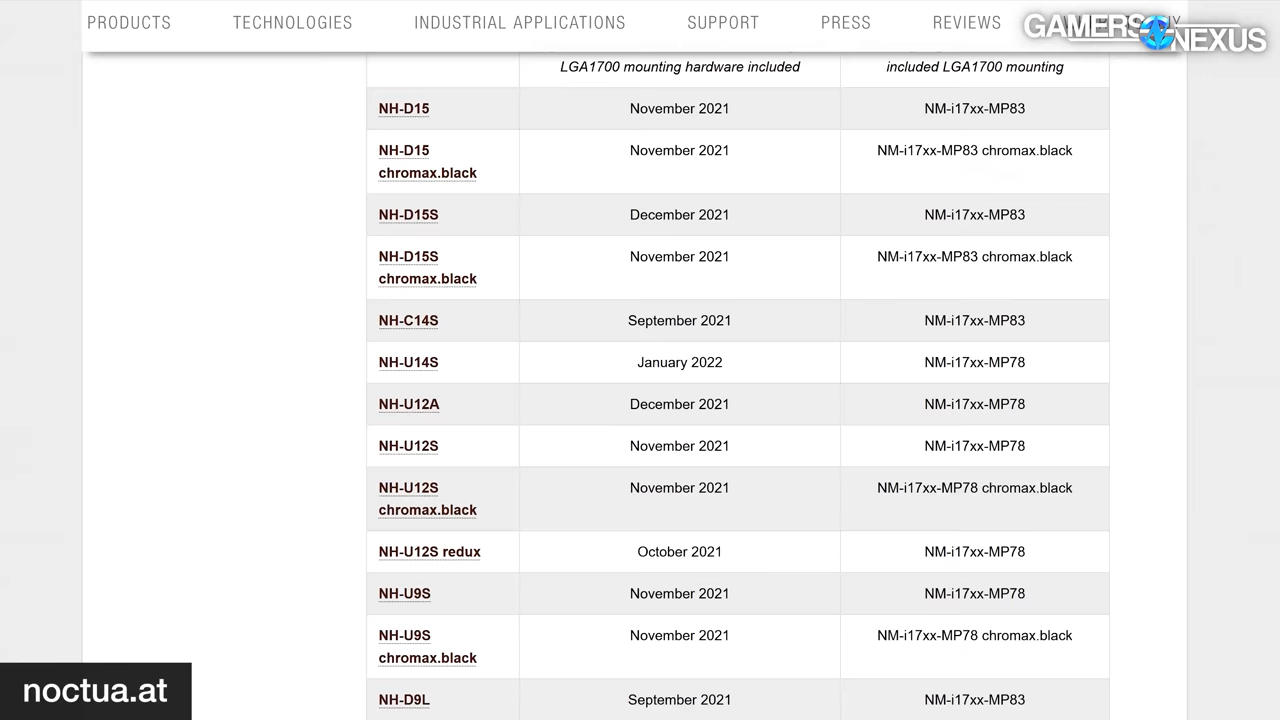 PRODUCTS TECHNOLOGIES INDUSTRIAL APPLICATIONS SUPPORT PRESS REVIEWS
GAMERS NEXUS
LGA1700 mounting hardware included included LGA1700 mounting
NH-D15 November 2021 NM-i17xx-MP83
NH-D15 November 2021 NM-i17xx-MP83 chromax.black
chromax.black
NH-D15S December 2021 NM-i17xx-MP83
NH-D15S November 2021 NM-i17xx-MP83 chromax.black
chromax.black
NH-C14S September 2021 NM-i17xx-MP83
NH-U14S January 2022 NM-i17xx-MP78
NH-U12A December 2021 NM-i17xx-MP78
NH-U12S November 2021 NM-i17xx-MP78
NH-U12S November 2021 NM-i17xx-MP78 chromax.black
chromax.black
NH-U12S redux October 2021 NM-i17xx-MP78
NH-U9S November 2021 NM-i17xx-MP78
NH-U9S November 2021 NM-i17xx-MP78 chromax.black
chromax.black
NH-D9L September 2021 NM-i17xx-MP83
noctua.at